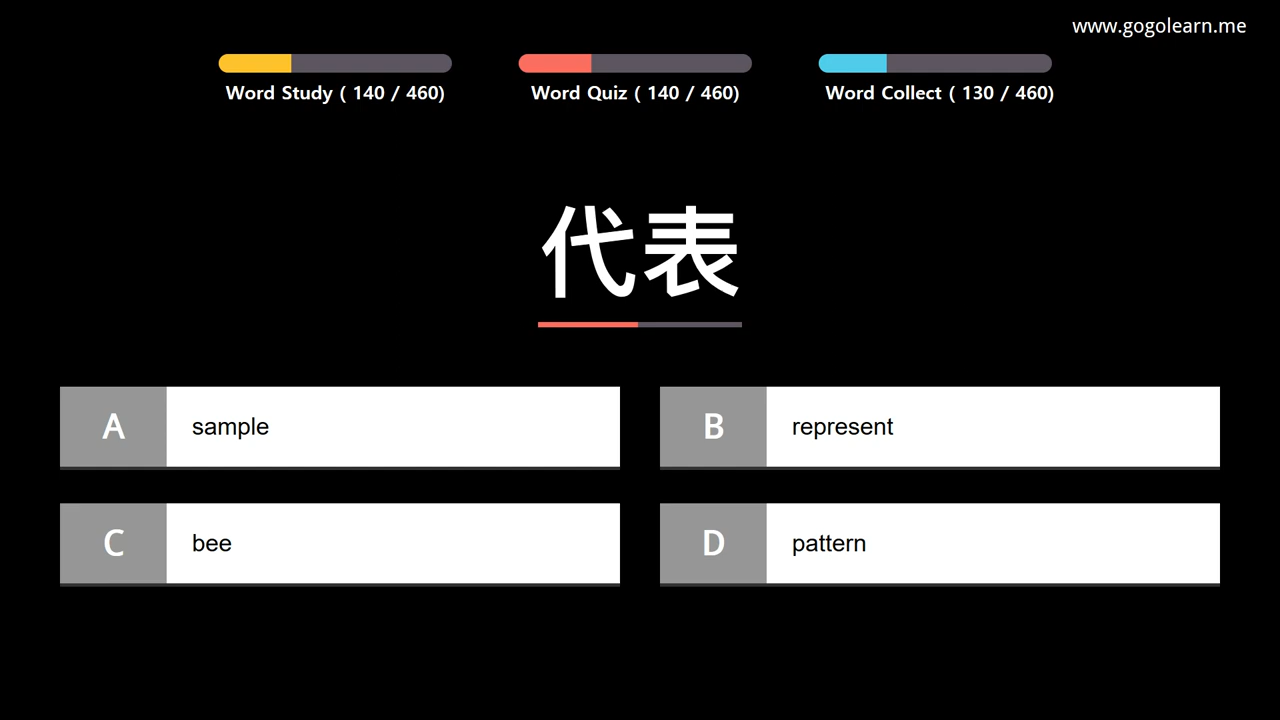 www.gogolearn.me
Word Study ( 140 / 460)
Word Quiz ( 140 / 460)
Word Collect ( 130 / 460)
代表
A sample
B represent
C bee
D pattern